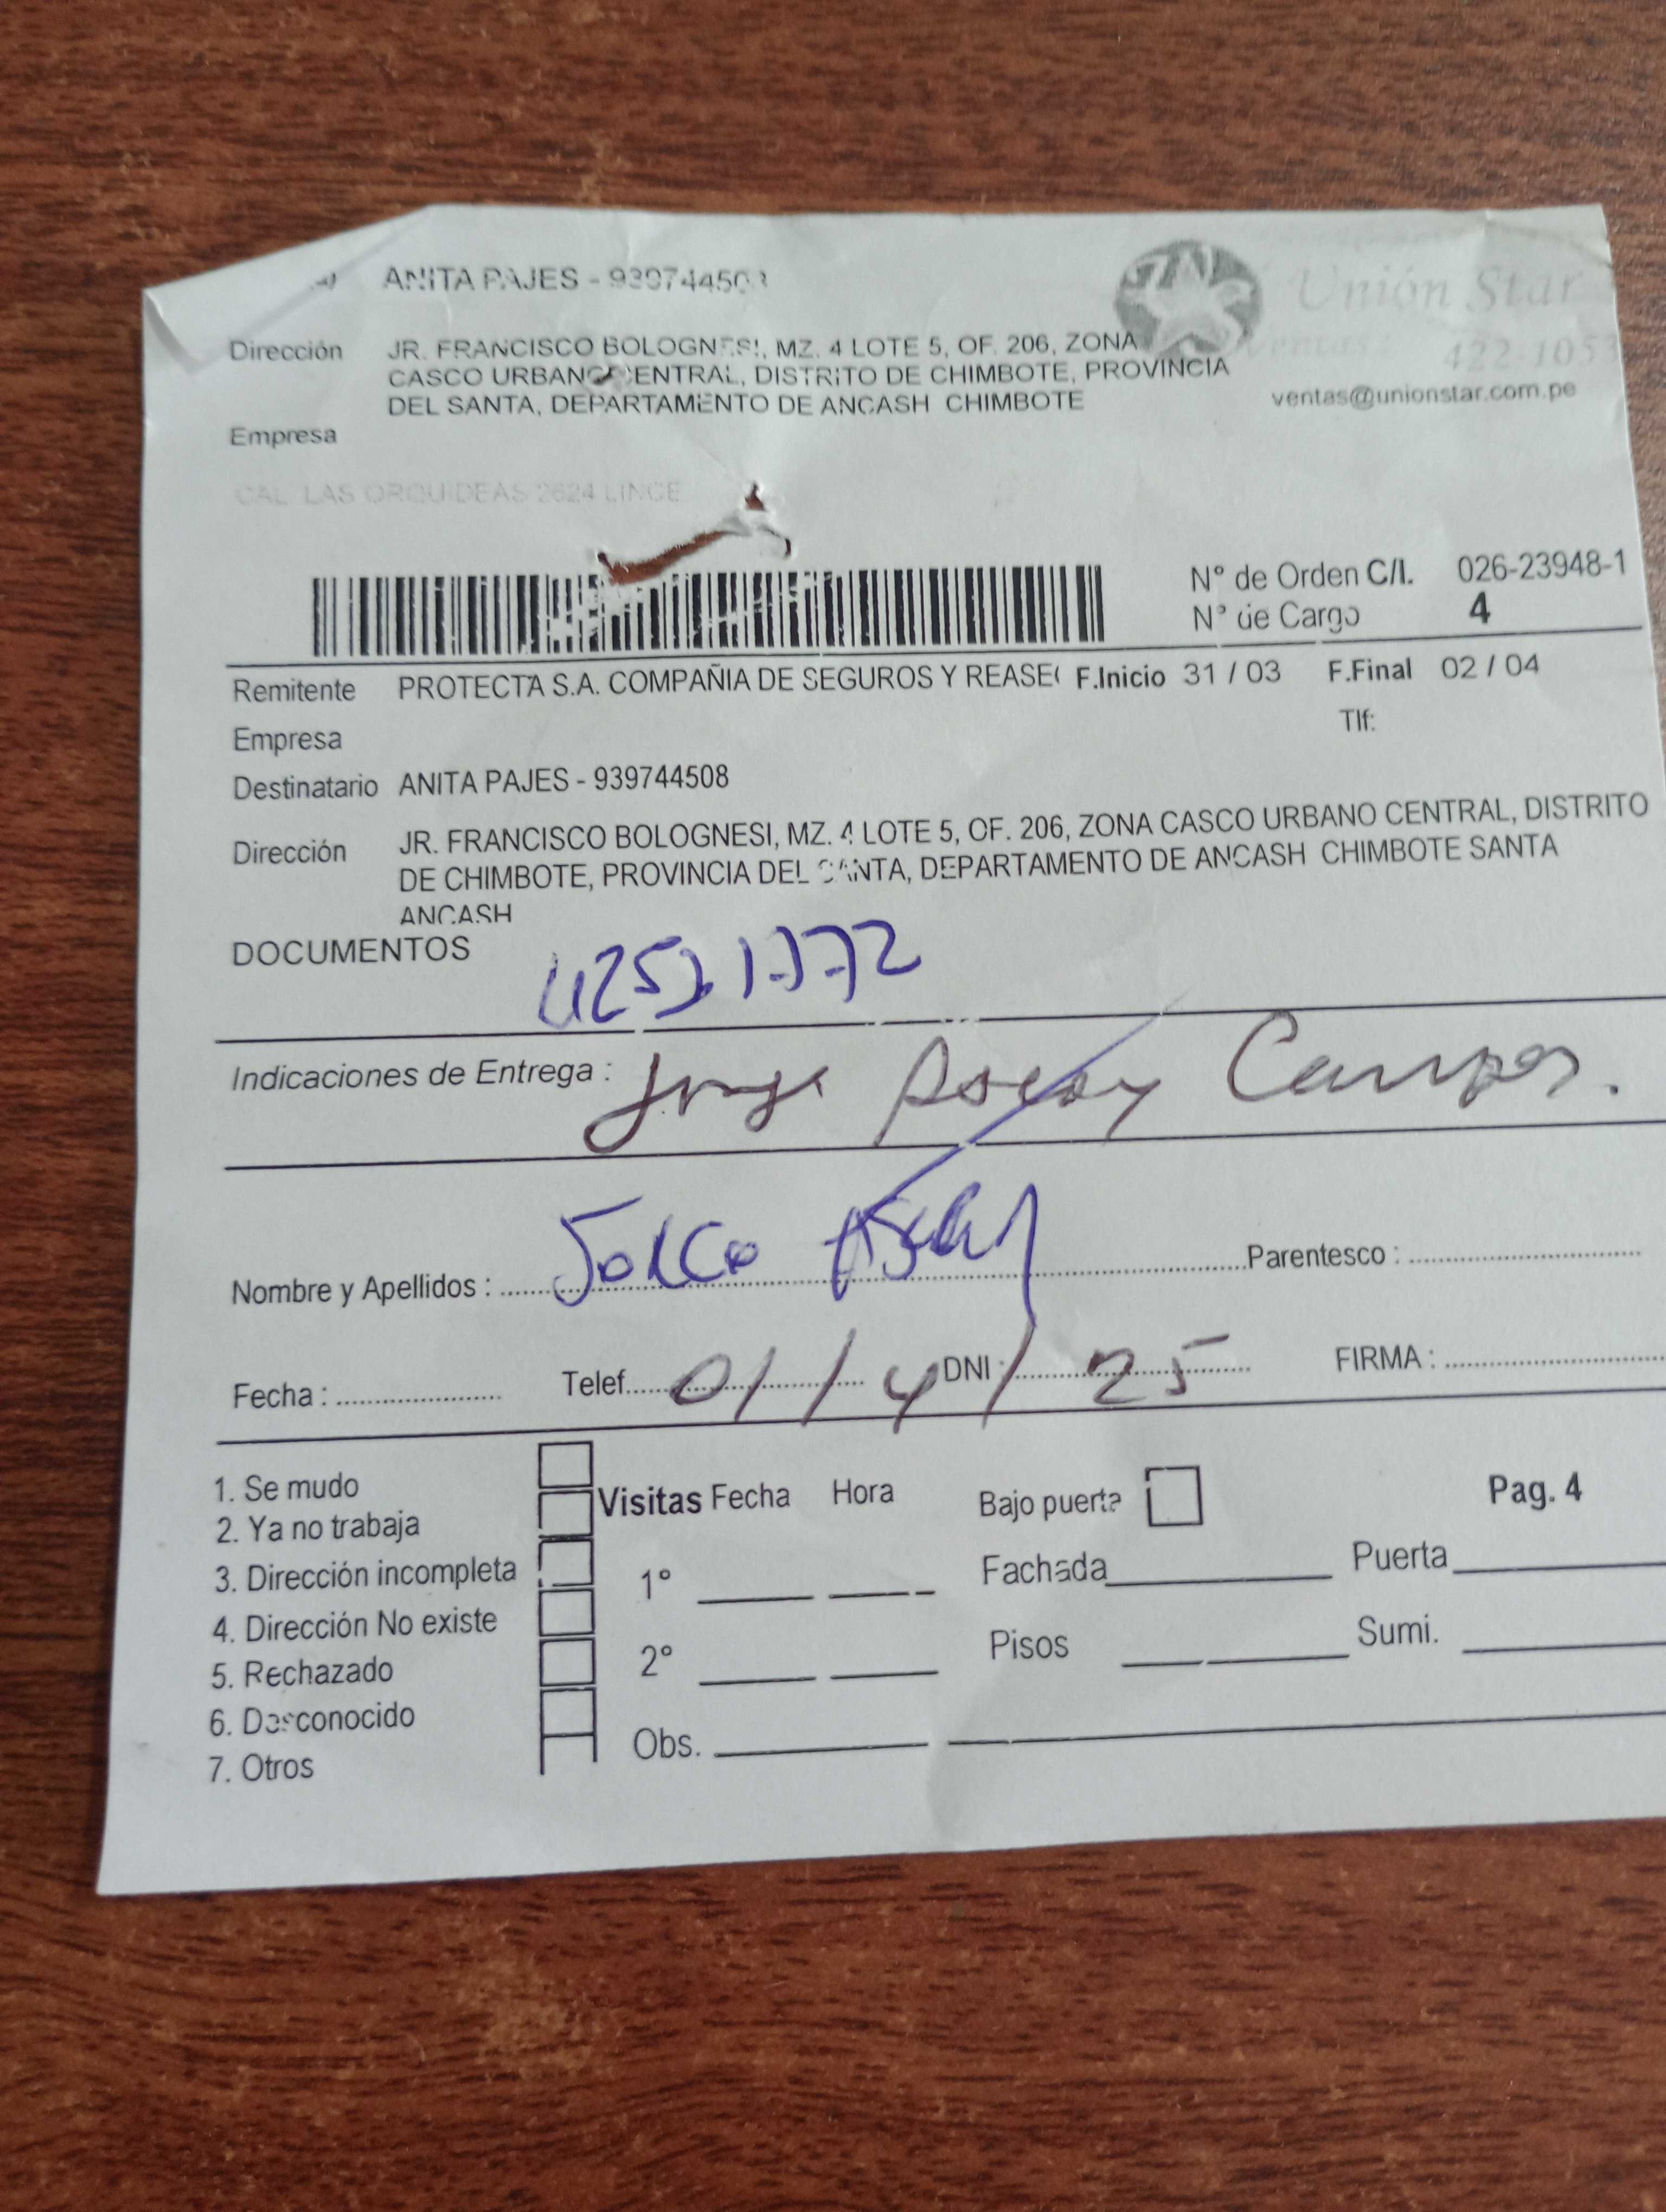 ANITA PAJES - 939744508
Unión Star
Dirección JR. FRANCISCO BOLOGNESI, MZ. 4 LOTE 5, OF. 206, ZONA
ventas 422 1053
CASCO URBANO CENTRAL, DISTRITO DE CHIMBOTE, PROVINCIA
DEL SANTA, DEPARTAMENTO DE ANCASH CHIMBOTE
ventas@unionstar.com.pe
Empresa
CAL LAS ORQUIDEAS 2624 LINCE
N° de Orden C/I. 026-23948-1
N° de Cargo 4
Remitente PROTECTA S.A. COMPAÑIA DE SEGUROS Y REASE F.Inicio 31 / 03 F.Final 02 / 04
Empresa Tlf:
Destinatario ANITA PAJES - 939744508
Dirección JR. FRANCISCO BOLOGNESI, MZ. 4 LOTE 5, OF. 206, ZONA CASCO URBANO CENTRAL, DISTRITO
DE CHIMBOTE, PROVINCIA DEL SANTA, DEPARTAMENTO DE ANCASH CHIMBOTE SANTA
ANCASH
DOCUMENTOS
Indicaciones de Entrega : Jorge Campos.
Nombre y Apellidos : Parentesco :
Fecha : Telef. 01 / 4 DNI : / 25 FIRMA :
1. Se mudo
2. Ya no trabaja
3. Dirección incompleta
4. Dirección No existe
5. Rechazado
6. Desconocido
7. Otros
Visitas Fecha Hora
1°
2°
Obs.
Bajo puerta
Pag. 4
Fachada Puerta
Pisos Sumi.